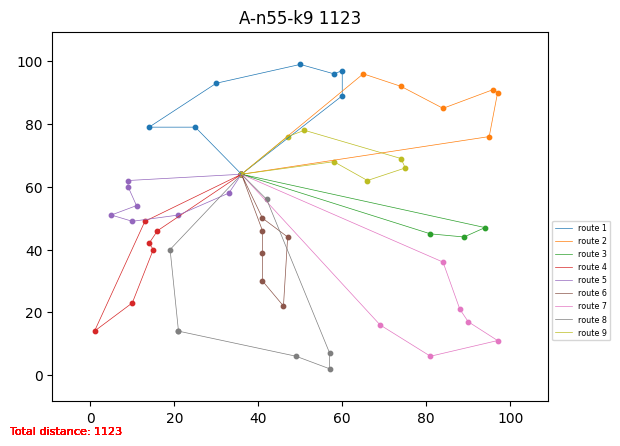 A-n55-k9 1123
100
80
60
40
20
0
0 20 40 60 80 100
route 1
route 2
route 3
route 4
route 5
route 6
route 7
route 8
route 9
Total distance: 1123